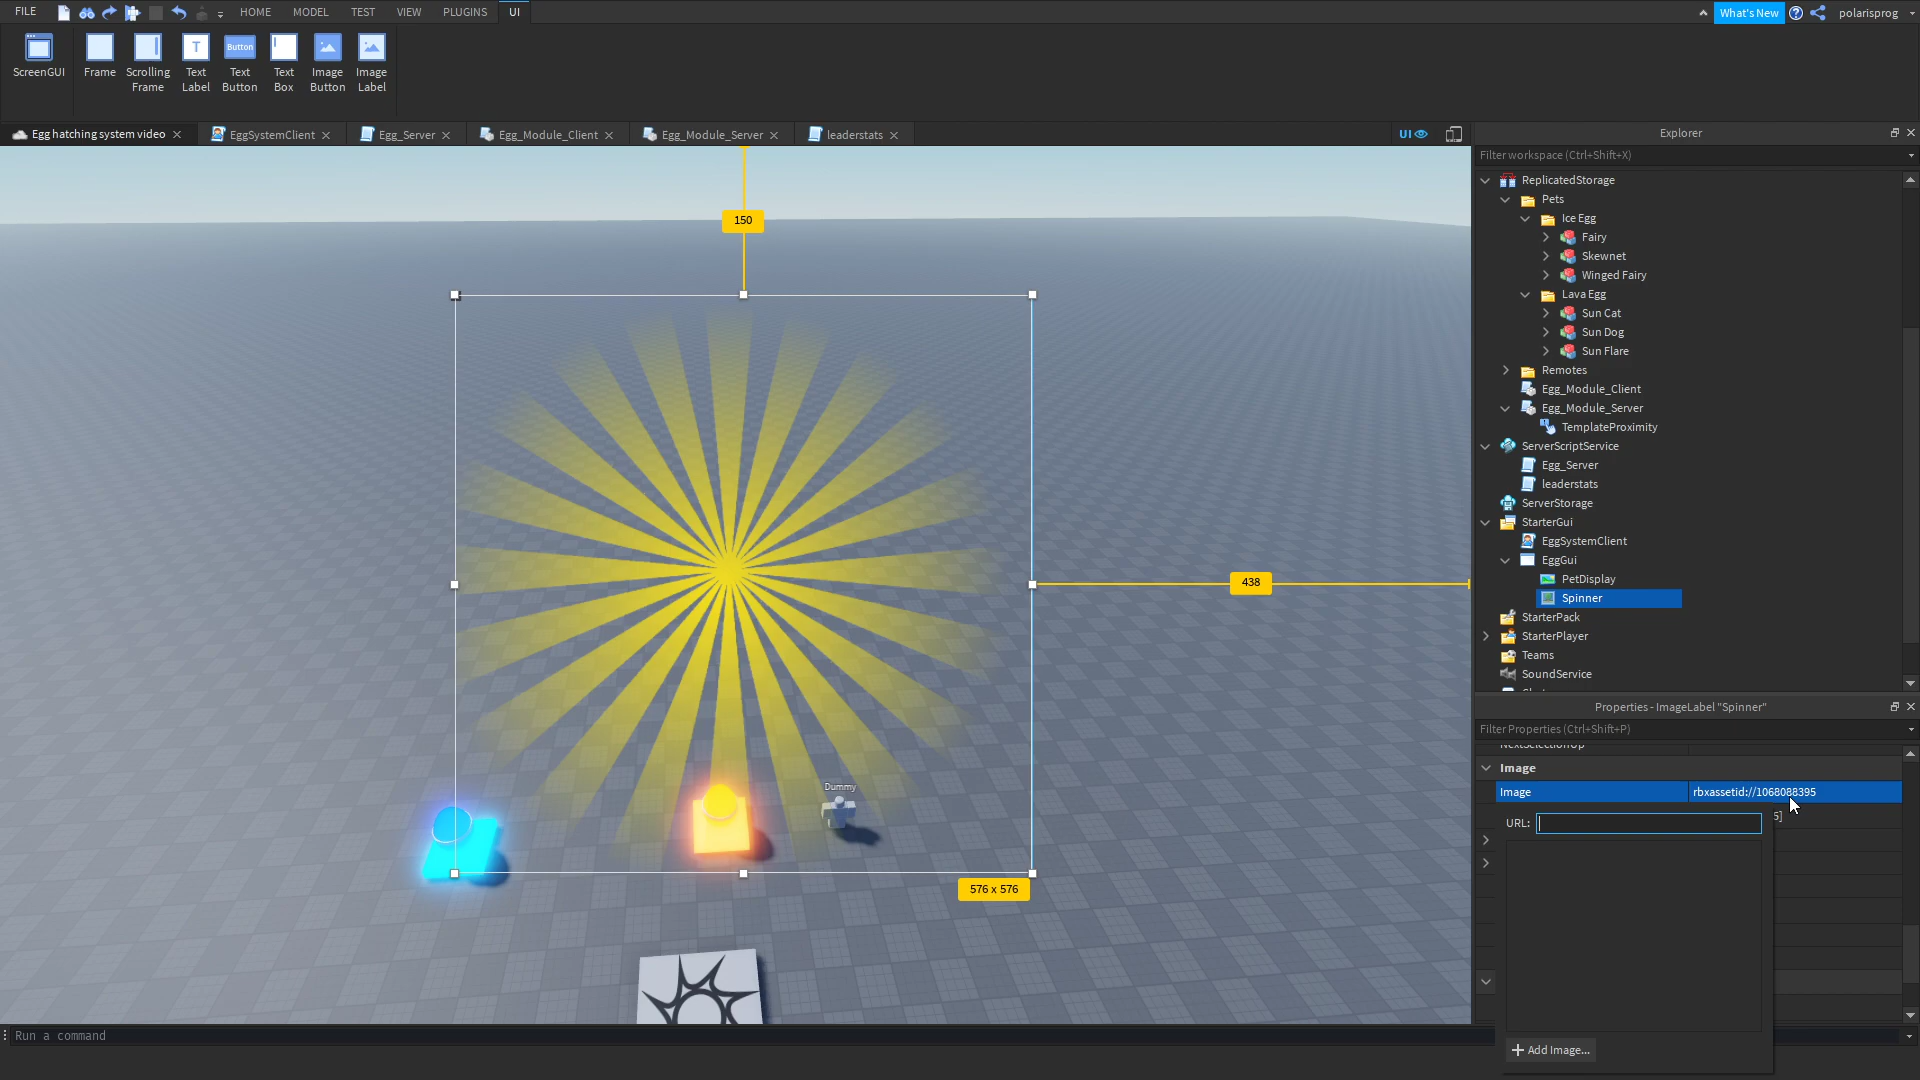 FILE HOME MODEL TEST VIEW PLUGINS UI What's New polarisprog
ScreenGUI Frame Scrolling Frame Text Label Text Button Button Text Box Image Button Image Label
Egg hatching system video EggSystemClient Egg_Server Egg_Module_Client Egg_Module_Server leaderstats UI
Explorer
Filter workspace (Ctrl+Shift+X)
ReplicatedStorage
Pets
Ice Egg
Fairy
Skewnet
Winged Fairy
Lava Egg
Sun Cat
Sun Dog
Sun Flare
Remotes
Egg_Module_Client
Egg_Module_Server
TemplateProximity
ServerScriptService
Egg_Server
leaderstats
ServerStorage
StarterGui
EggSystemClient
EggGui
PetDisplay
Spinner
StarterPack
StarterPlayer
Teams
SoundService
150
438
576 x 576
Dummy
Properties - ImageLabel "Spinner"
Filter Properties (Ctrl+Shift+P)
NextSelectionUp
Image
Image rbxassetid://1068088395
URL:
5]
Add Image...
Run a command